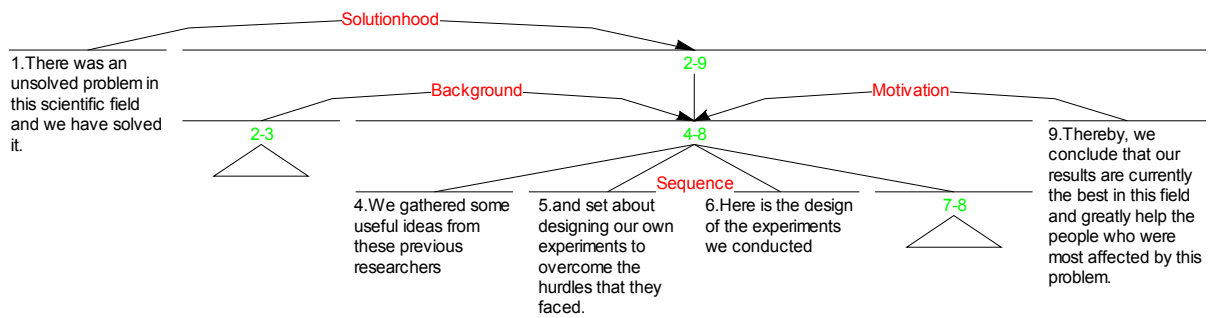 Solutionhood
1.There was an
unsolved problem in
this scientific field
and we have solved
it.
2-9
Background
Motivation
2-3
4-8
9.Thereby, we
conclude that our
results are currently
the best in this field
and greatly help the
people who were
most affected by this
problem.
Sequence
4.We gathered some
useful ideas from
these previous
researchers
5.and set about
designing our own
experiments to
overcome the
hurdles that they
faced.
6.Here is the design
of the experiments
we conducted
7-8